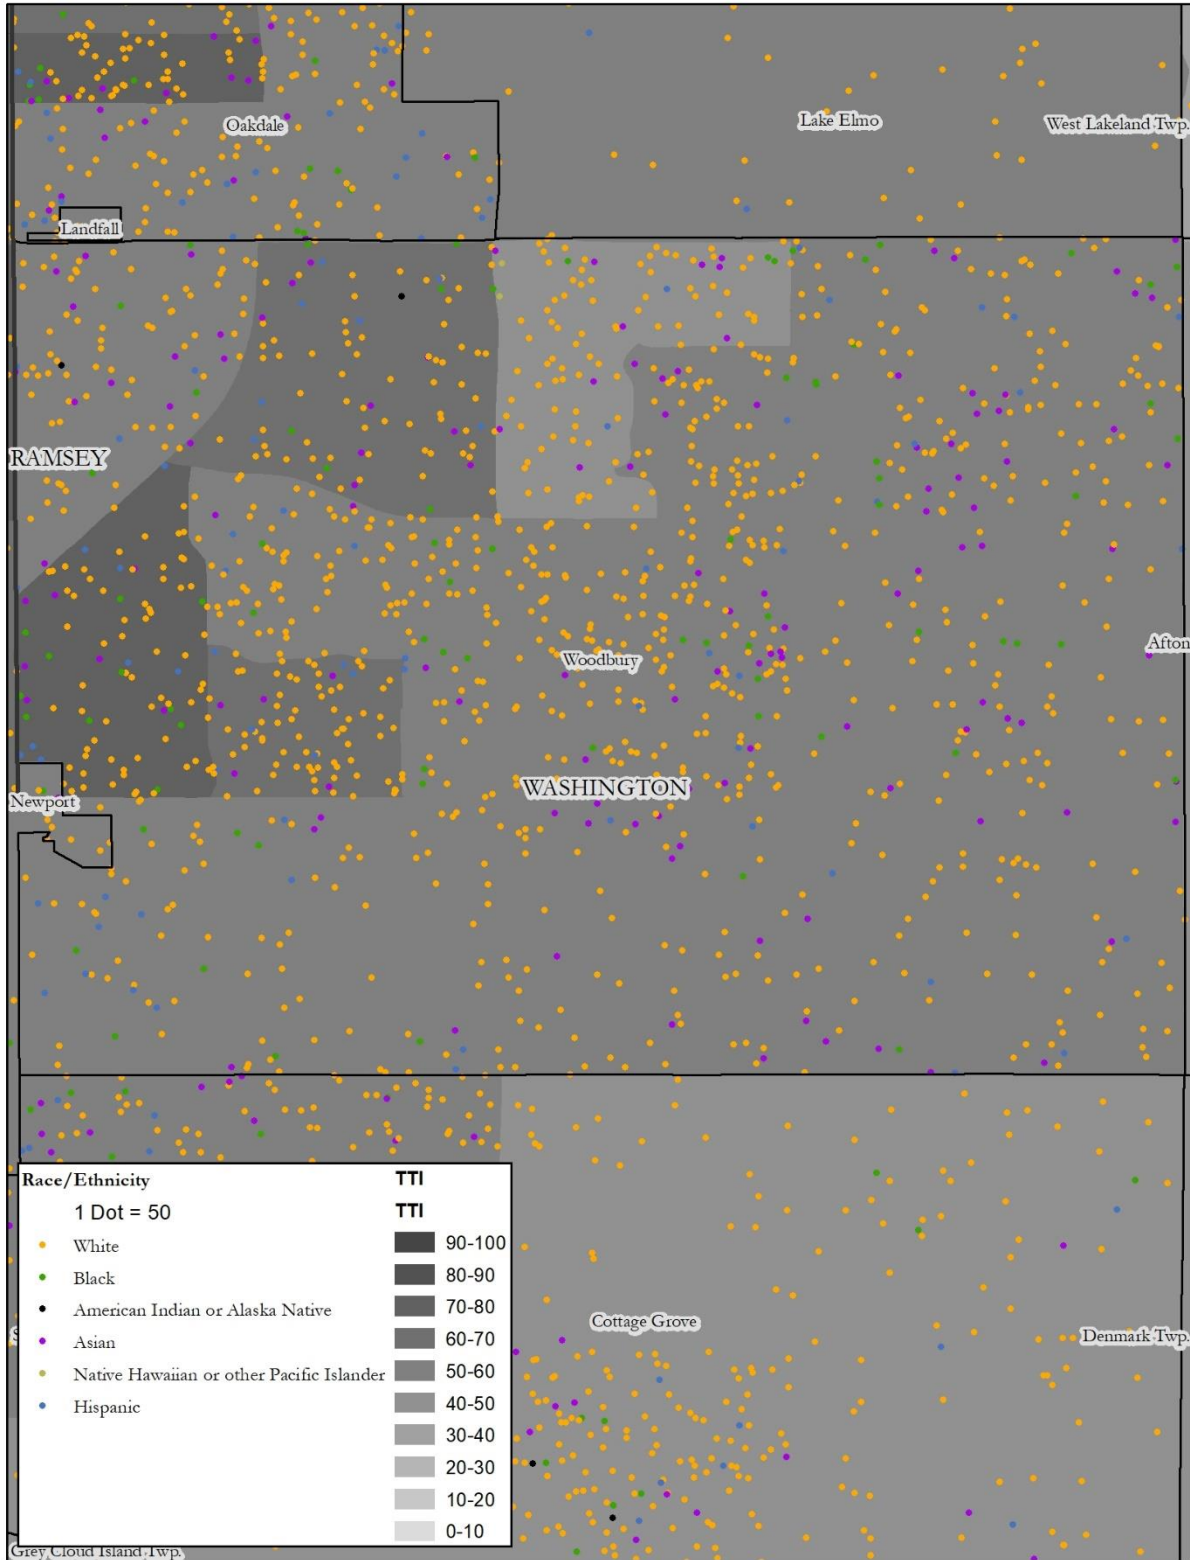 Oakdale
Lake Elmo
West Lakeland Twp.
Landfall
RAMSEY
Afton
Woodbury
WASHINGTON
Newport
Race/Ethnicity
1 Dot = 50
White
Black
American Indian or Alaska Native
Asian
Native Hawaiian or other Pacific Islander
Hispanic
TTI
TTI
90-100
80-90
70-80
60-70
50-60
40-50
30-40
20-30
10-20
0-10
Cottage Grove
Denmark Twp.
Grey Cloud Island Twp.